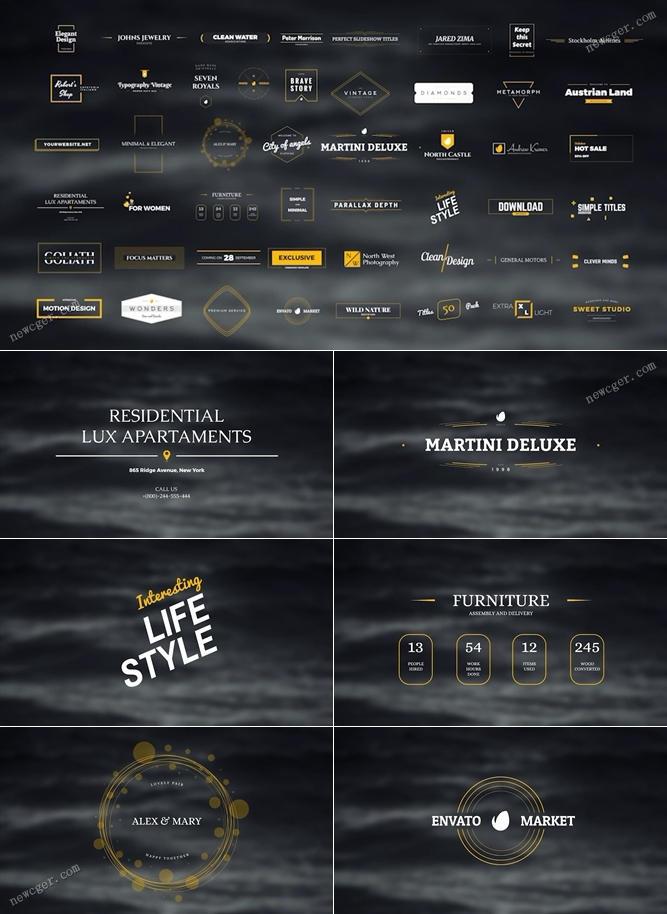 Elegant
Design
JOHNS JEWELRY
CLEAN WATER
Peter Morrison
PERFECT SLIDESHOW TITLES
JARED ZIMA
Keep
this
Secret
Stockholm Airlines
newcger.com
Robert's
Shop
Typography Vintage
SEVEN
ROYALS
BRAVE
STORY
VINTAGE
DIAMONDS
METAMORPH
Austrian Land
YOURWEBSITE.NET
MINIMAL & ELEGANT
ALEX & MARY
WELCOME TO
City of angels
MARTINI DELUXE
1998
NORTH CASTLE
Andrew Kramer
HOT SALE
RESIDENTIAL
LUX APARTAMENTS
FOR WOMEN
FURNITURE
13 54 12 245
SIMPLE
MINIMAL
PARALLAX DEPTH
Interesting
LIFE
STYLE
DOWNLOAD
SIMPLE TITLES
GOLIATH
FOCUS MATTERS
COMING ON 28 SEPTEMBER
EXCLUSIVE
North West
Photography
Clean Design
GENERAL MOTORS
CLEVER MINDS
newcger.com
MOTION DESIGN
WONDERS
PREMIUM SERVICE
ENVATO MARKET
WILD NATURE
Titles 50 Pack
EXTRA XL LIGHT
SWEET STUDIO
RESIDENTIAL
LUX APARTAMENTS
865 Ridge Avenue, New York
CALL US
+(800)-244-555-444
newcger.com
MARTINI DELUXE
1998
Interesting
LIFE
STYLE
FURNITURE
ASSEMBLY AND DELIVERY
13 54 12 245
PEOPLE
HIRED
WORK
HOURS
DONE
ITEMS
USED
WOOD
CONVERTED
LOVELY PAIR
ALEX & MARY
HAPPY TOGETHER
newcger.com
ENVATO MARKET